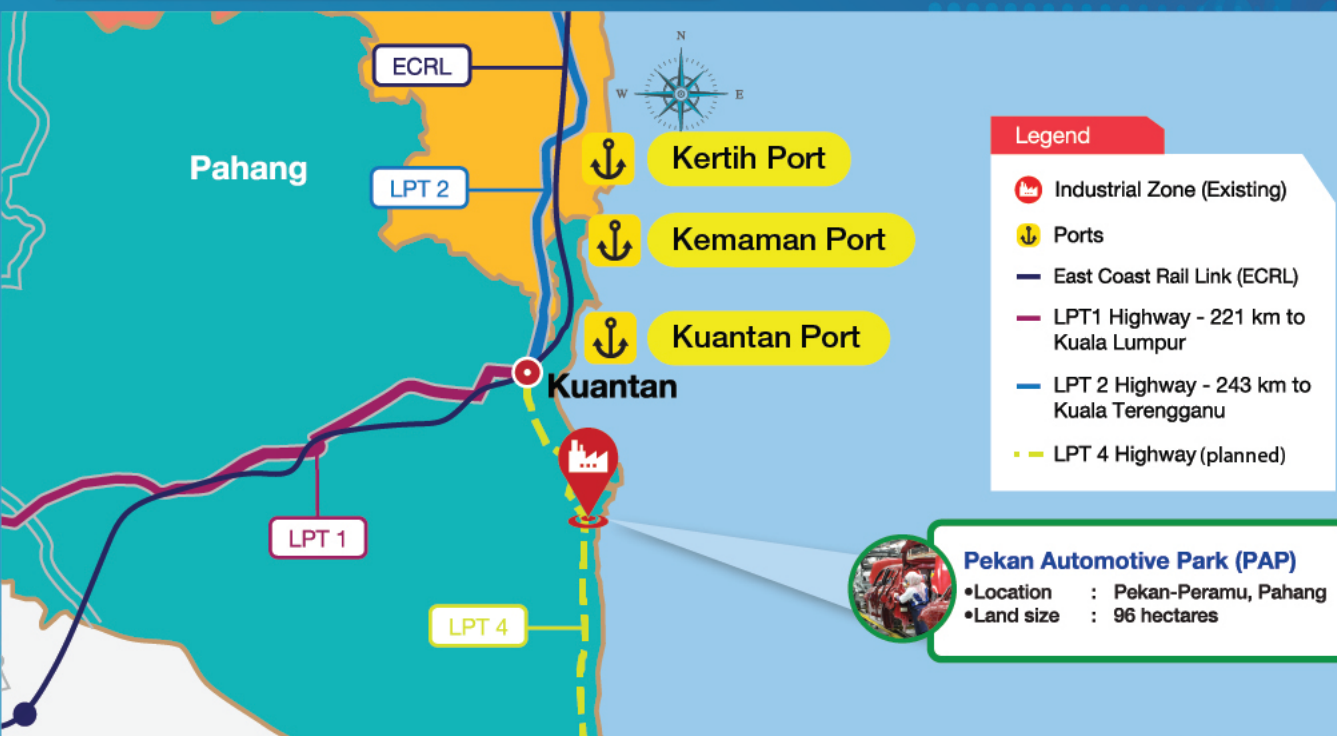 N
W
E
ECRL
Pahang
LPT 2
Kertih Port
Kemaman Port
Kuantan Port
Kuantan
LPT 1
LPT 4
Legend
Industrial Zone (Existing)
Ports
East Coast Rail Link (ECRL)
LPT1 Highway - 221 km to
Kuala Lumpur
LPT 2 Highway - 243 km to
Kuala Terengganu
LPT 4 Highway (planned)
Pekan Automotive Park (PAP)
•Location : Pekan-Peramu, Pahang
•Land size : 96 hectares